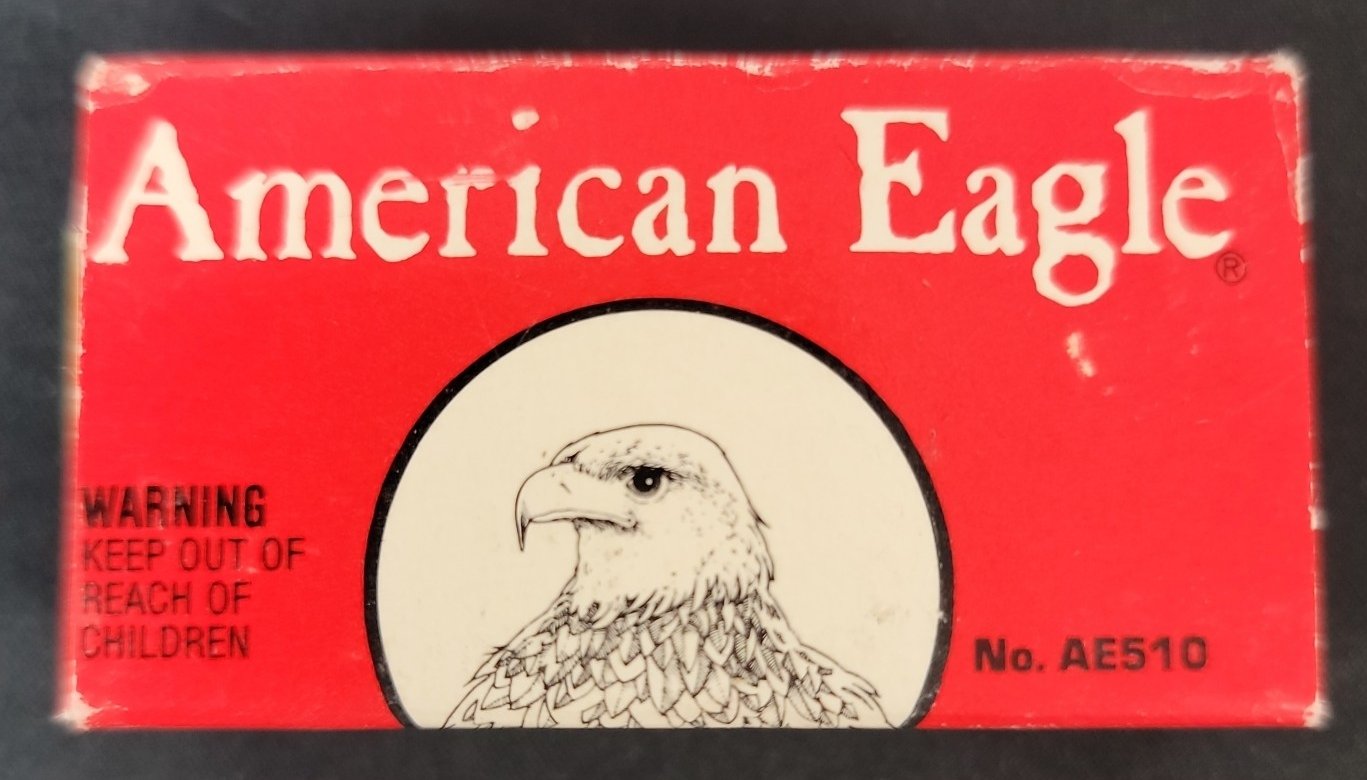 American Eagle®
WARNING
KEEP OUT OF
REACH OF
CHILDREN
No. AE510